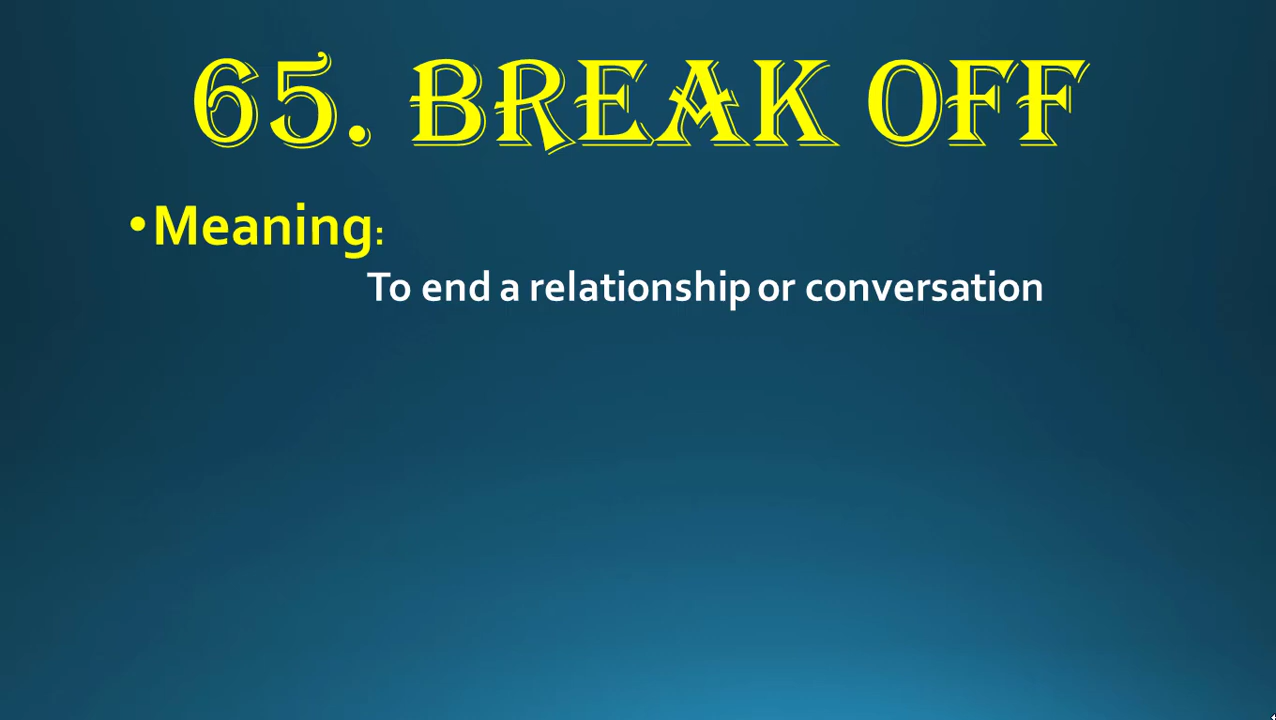 65. BREAK OFF
•Meaning:
To end a relationship or conversation